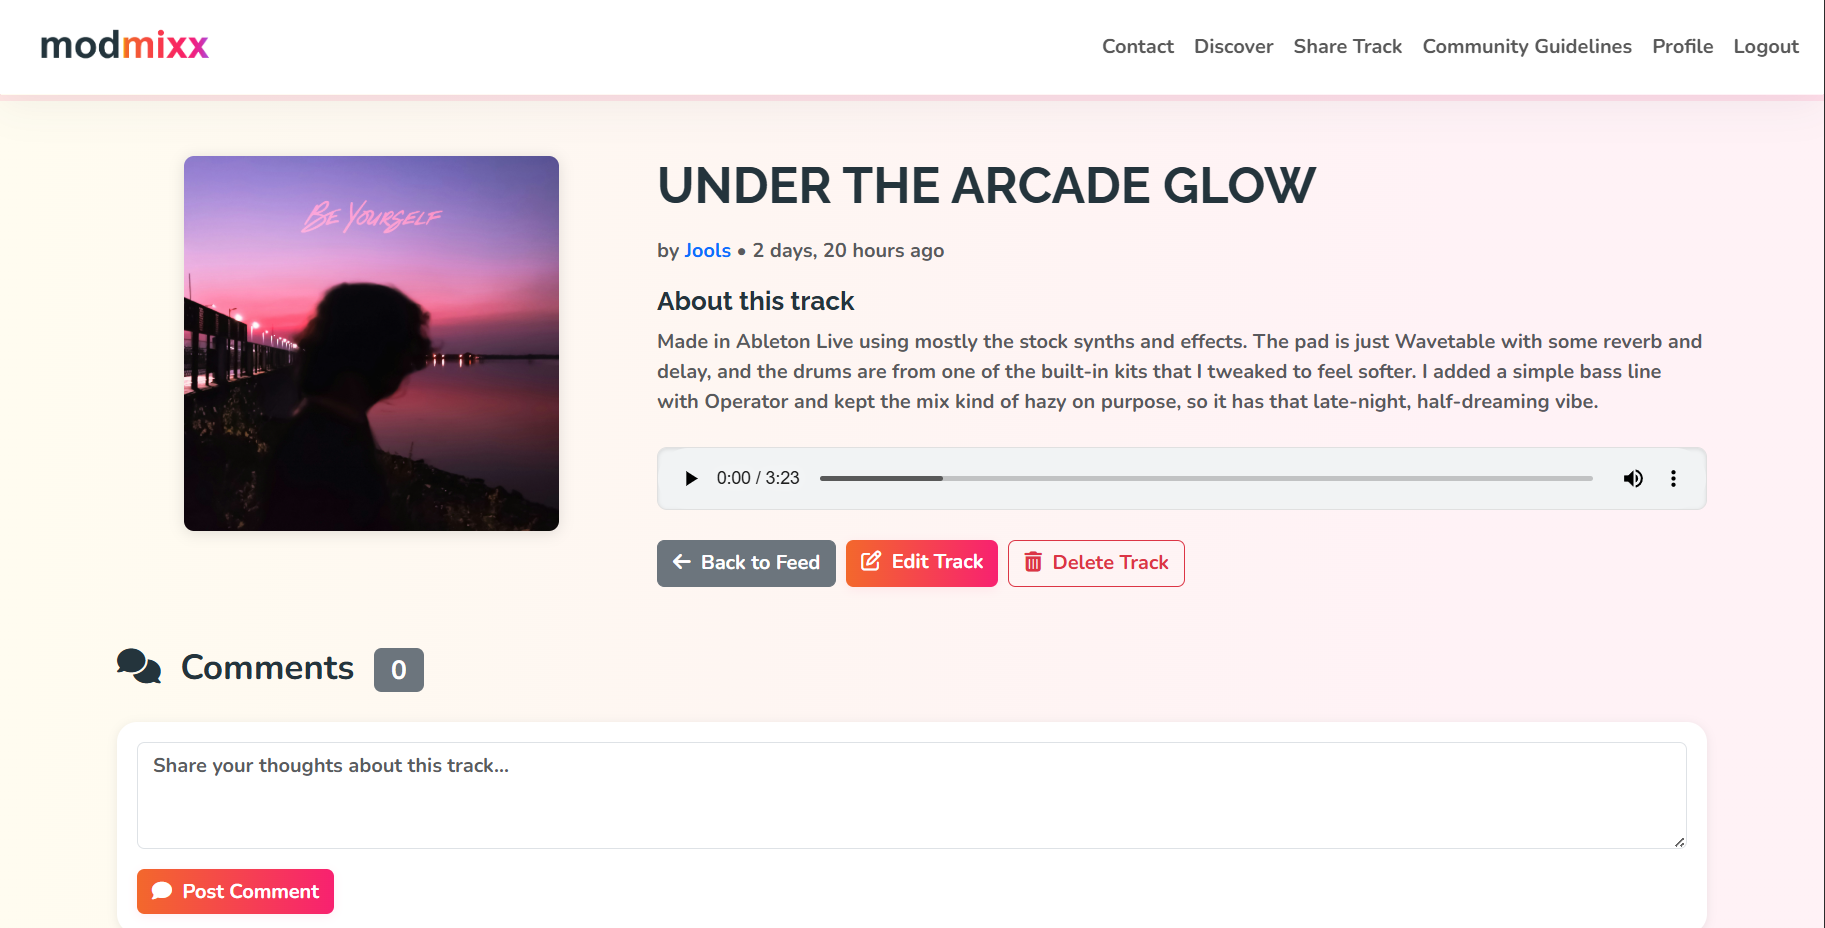 modmixx
Contact Discover Share Track Community Guidelines Profile Logout
BE YOURSELF
UNDER THE ARCADE GLOW
by Jools • 2 days, 20 hours ago
About this track
Made in Ableton Live using mostly the stock synths and effects. The pad is just Wavetable with some reverb and
delay, and the drums are from one of the built-in kits that I tweaked to feel softer. I added a simple bass line
with Operator and kept the mix kind of hazy on purpose, so it has that late-night, half-dreaming vibe.
0:00 / 3:23
Back to Feed
Edit Track
Delete Track
Comments 0
Share your thoughts about this track...
Post Comment